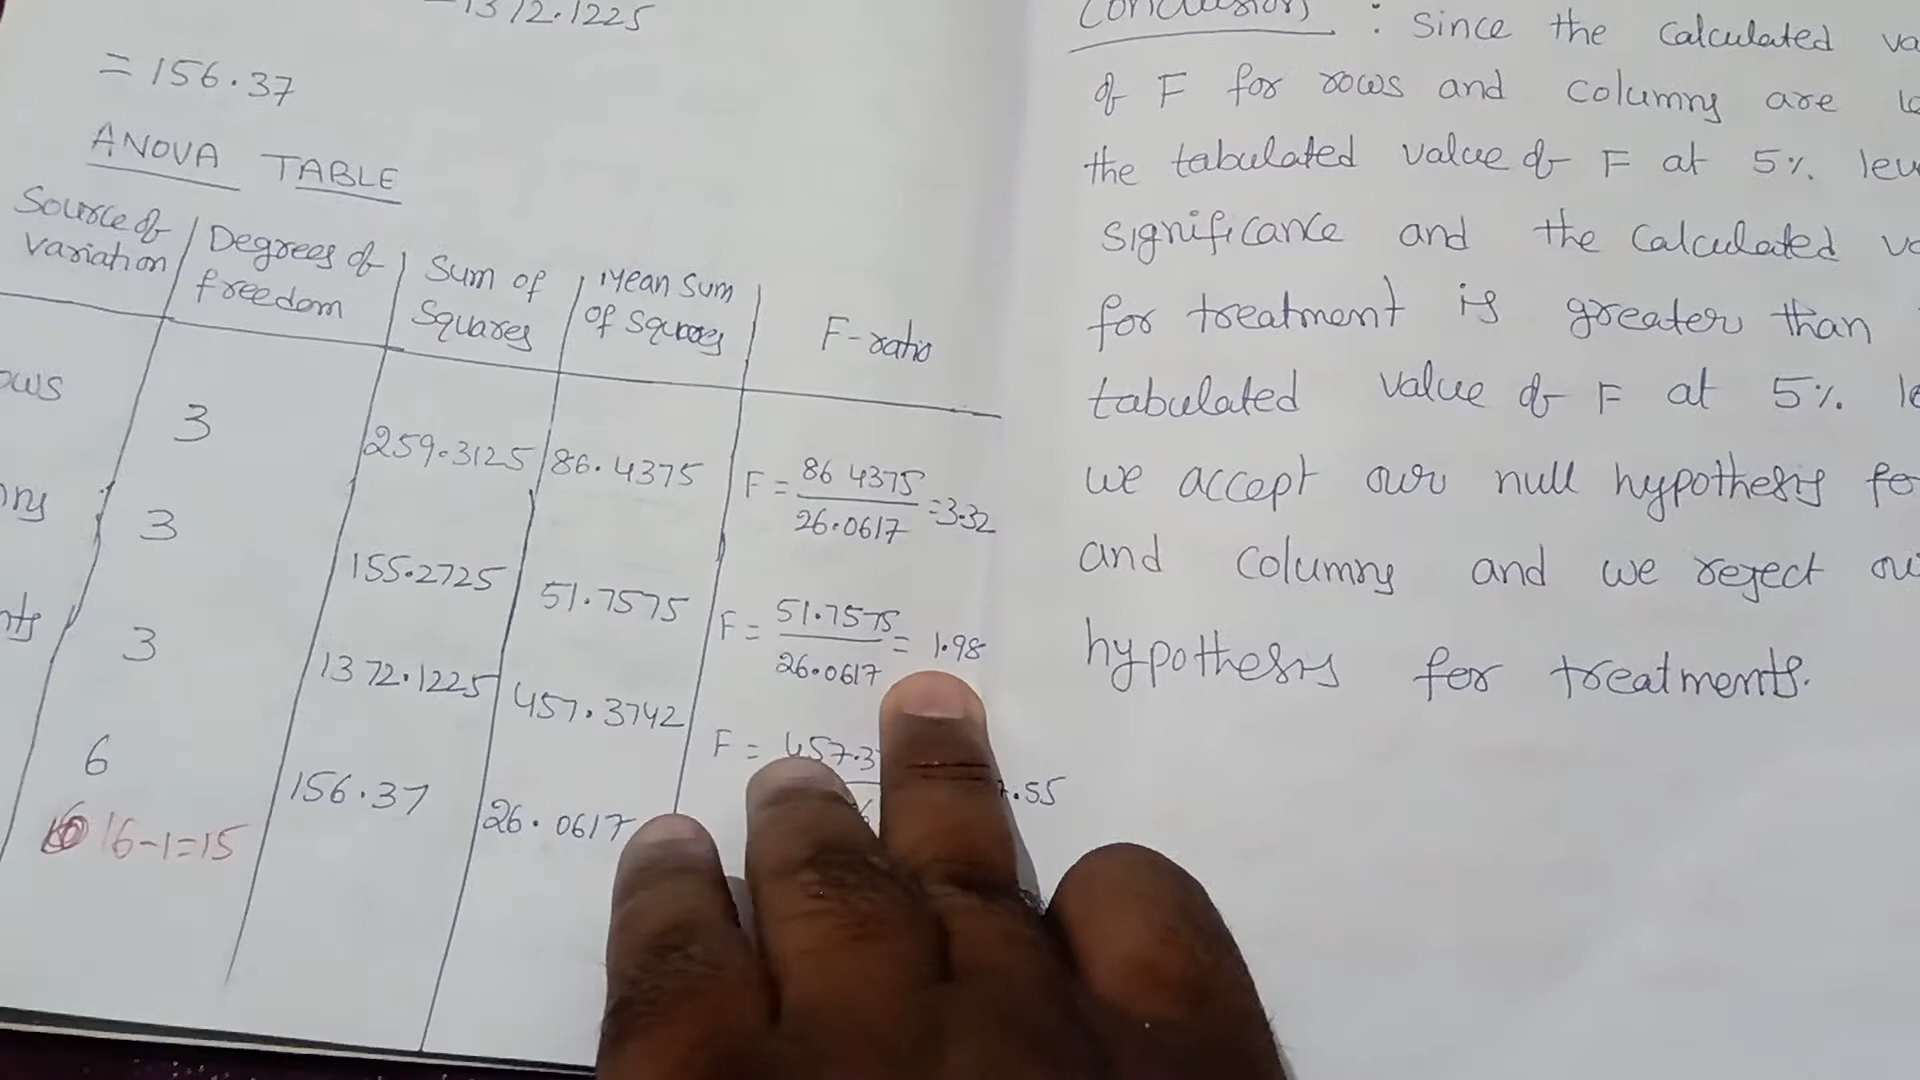 1372.1225
= 156.37
ANOVA TABLE
Source of variation | Degrees of freedom | Sum of Squares | Mean Sum of Squares | F-ratio
3 | 259.3125 | 86.4375 | F = 86 4375 / 26.0617 = 3.32
3 | 155.2725 | 51.7575 | F = 51.7575 / 26.0617 = 1.98
3 | 1372.1225 | 457.3742 | F = 457.3 .55
6 | 156.37 | 26.0617
16-1=15
Conclusion : Since the calculated
of F for rows and columns are
the tabulated value of F at 5%
significance and the calculated
for treatment is greater than
tabulated value of F at 5%
we accept our null hypothesis
and columns and we reject
hypothesis for treatments.